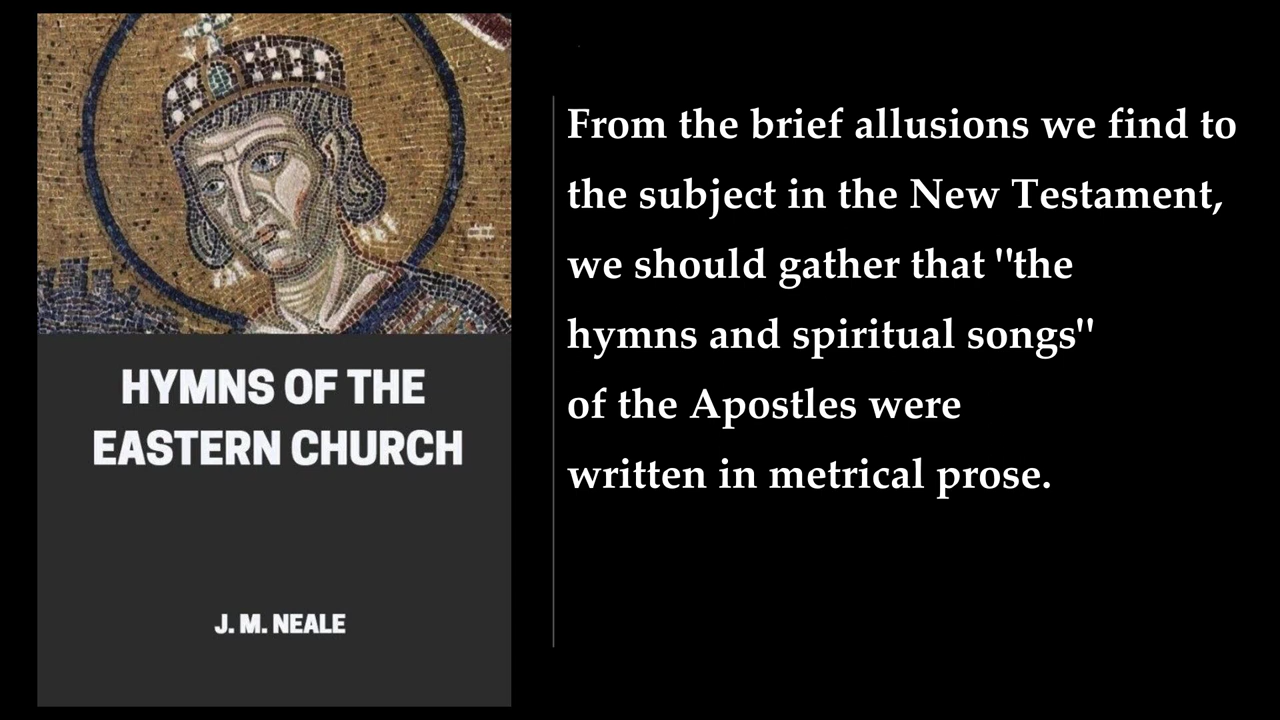 HYMNS OF THE
EASTERN CHURCH
J. M. NEALE
From the brief allusions we find to
the subject in the New Testament,
we should gather that "the
hymns and spiritual songs"
of the Apostles were
written in metrical prose.